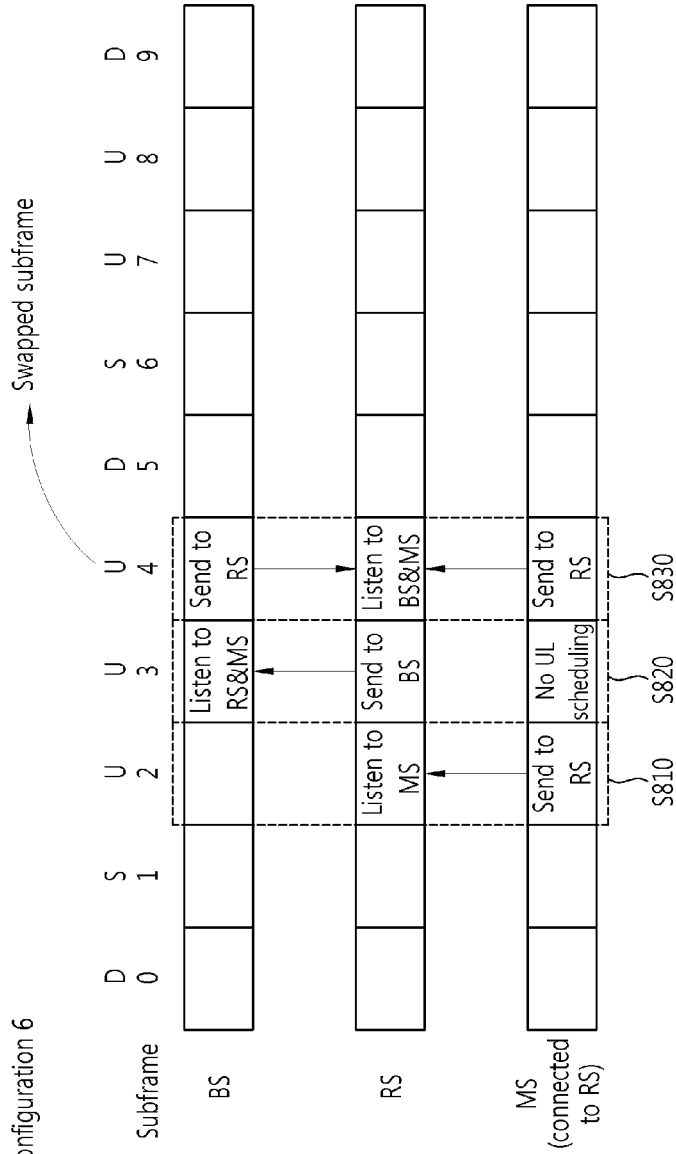 onfiguration 6
Swapped subframe
D S U U U D S U U D
Subframe 0 1 2 3 4 5 6 7 8 9
BS
Listen to
RS&MS
Send to
RS
RS
Listen to
MS
Send to
BS
Listen to
BS&MS
MS
(connected
to RS)
Send to
RS
No UL
scheduling
Send to
RS
S810 S820 S830